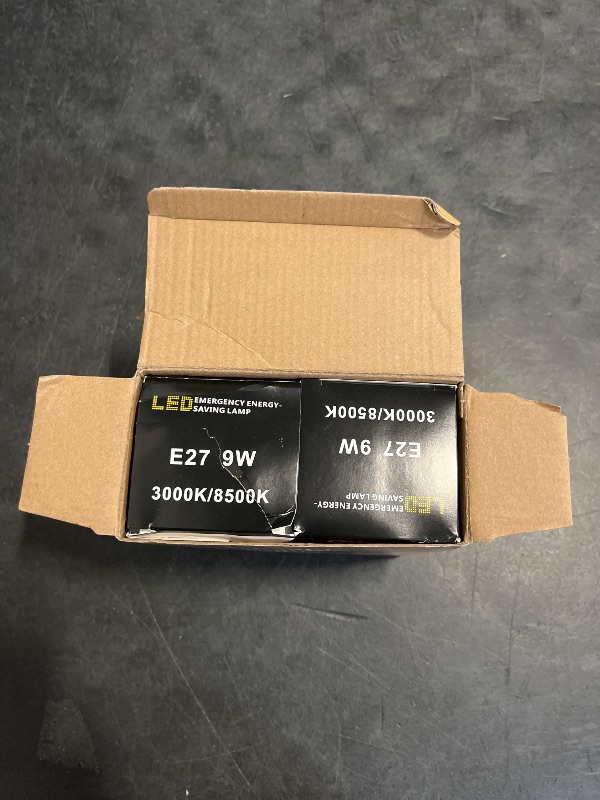 LED EMERGENCY ENERGY-
SAVING LAMP
E27 9W
3000K/8500K
LED EMERGENCY ENERGY-
SAVING LAMP
E27 9W
3000K/8500K